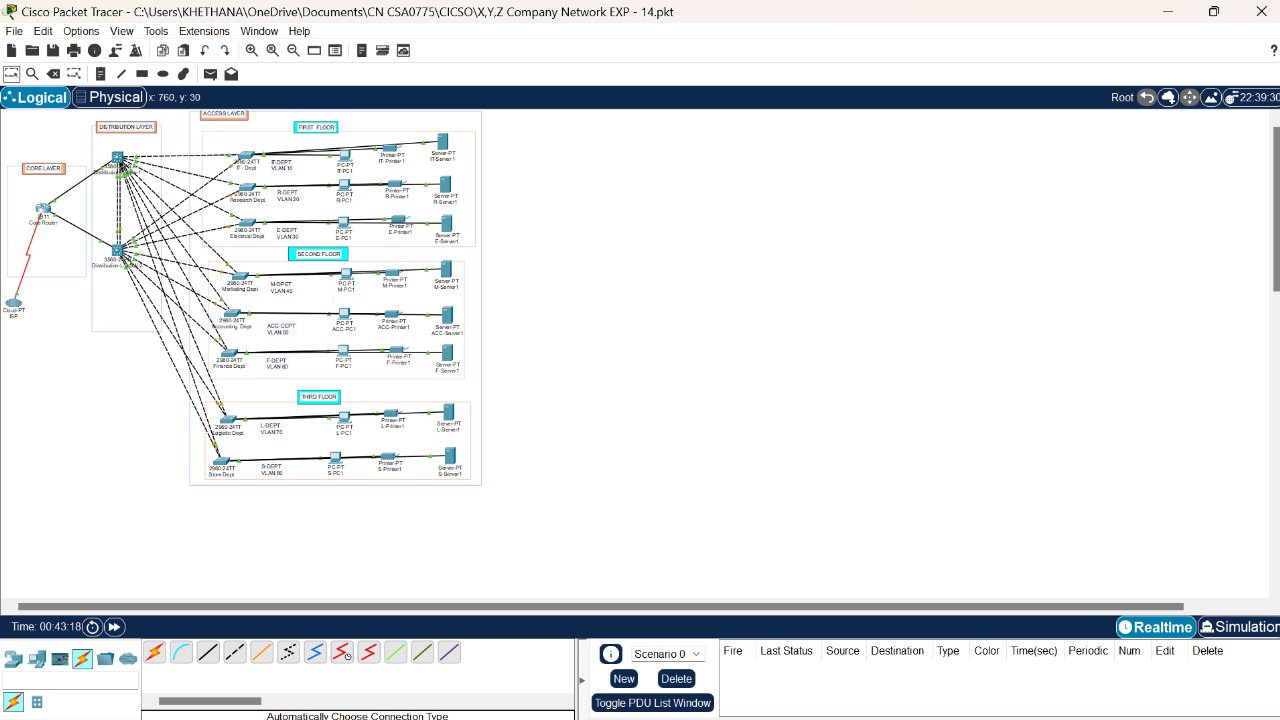 Cisco Packet Tracer - C:\Users\KHETHANA\OneDrive\Documents\CN CSA0775\CICSO\X,Y,Z Company Network EXP - 14.pkt
File Edit Options View Tools Extensions Window Help
Logical Physical x: 760, y: 30 Root 22:39:30
ACCESS LAYER
DISTRIBUTION LAYER
FIRST FLOOR
CORE LAYER
2960-24TT
IT - Dept
IT-DEPT
VLAN 10
PC-PT
IT-PC1
Printer-PT
IT-Printer1
Server-PT
IT-Server1
2960-24TT
Research Dept
R-DEPT
VLAN 20
PC-PT
R-PC1
Printer-PT
R-Printer1
Server-PT
R-Server1
2960-24TT
Electrical Dept
E-DEPT
VLAN 30
PC-PT
E-PC1
Printer-PT
E-Printer1
Server-PT
E-Server1
2811
Core Router
Cloud-PT
ISP
SECOND FLOOR
2960-24TT
Marketing Dept
M-DPET
VLAN 40
PC-PT
M-PC1
Printer-PT
M-Printer1
Server-PT
M-Server1
2960-24TT
Accounting Dept
ACC-CEPT
VLAN 50
PC-PT
ACC-PC1
Printer-PT
ACC-Printer1
Server-PT
ACC-Server1
2960-24TT
Finance Dept
F-DEPT
VLAN 60
PC-PT
F-PC1
Printer-PT
F-Printer1
Server-PT
F-Server1
THIRD FLOOR
2960-24TT
Logistic Dept
L-DEPT
VLAN 70
PC-PT
L-PC1
Printer-PT
L-Printer1
Server-PT
L-Server1
2960-24TT
Store Dept
S-DEPT
VLAN 80
PC-PT
S-PC1
Printer-PT
S-Printer1
Server-PT
S-Server1
Time: 00:43:18 Realtime Simulation
Scenario 0
New Delete
Toggle PDU List Window
Fire Last Status Source Destination Type Color Time(sec) Periodic Num Edit Delete
Automatically Choose Connection Type